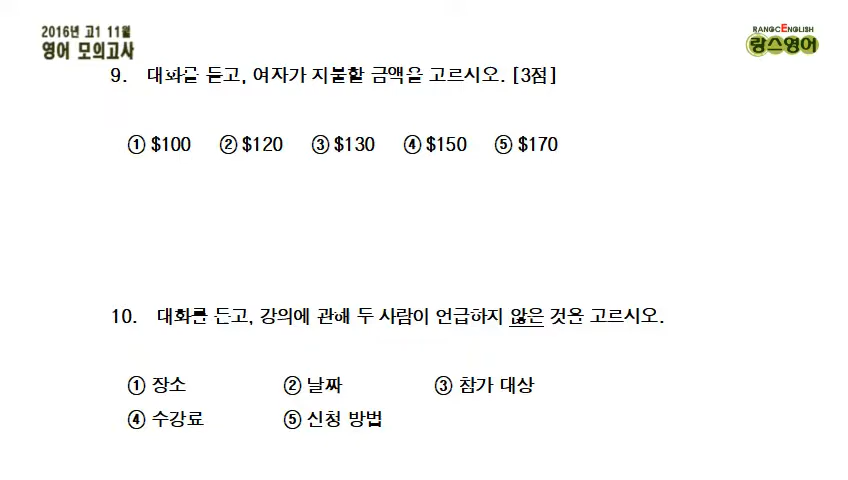 2016년 고1 11월
영어 모의고사
RANGCENGLISH
랑스영어
9. 대화를 듣고, 여자가 지불할 금액을 고르시오. [3점]
① $100 ② $120 ③ $130 ④ $150 ⑤ $170
10. 대화를 듣고, 강의에 관해 두 사람이 언급하지 않은 것을 고르시오.
① 장소 ② 날짜 ③ 참가 대상
④ 수강료 ⑤ 신청 방법